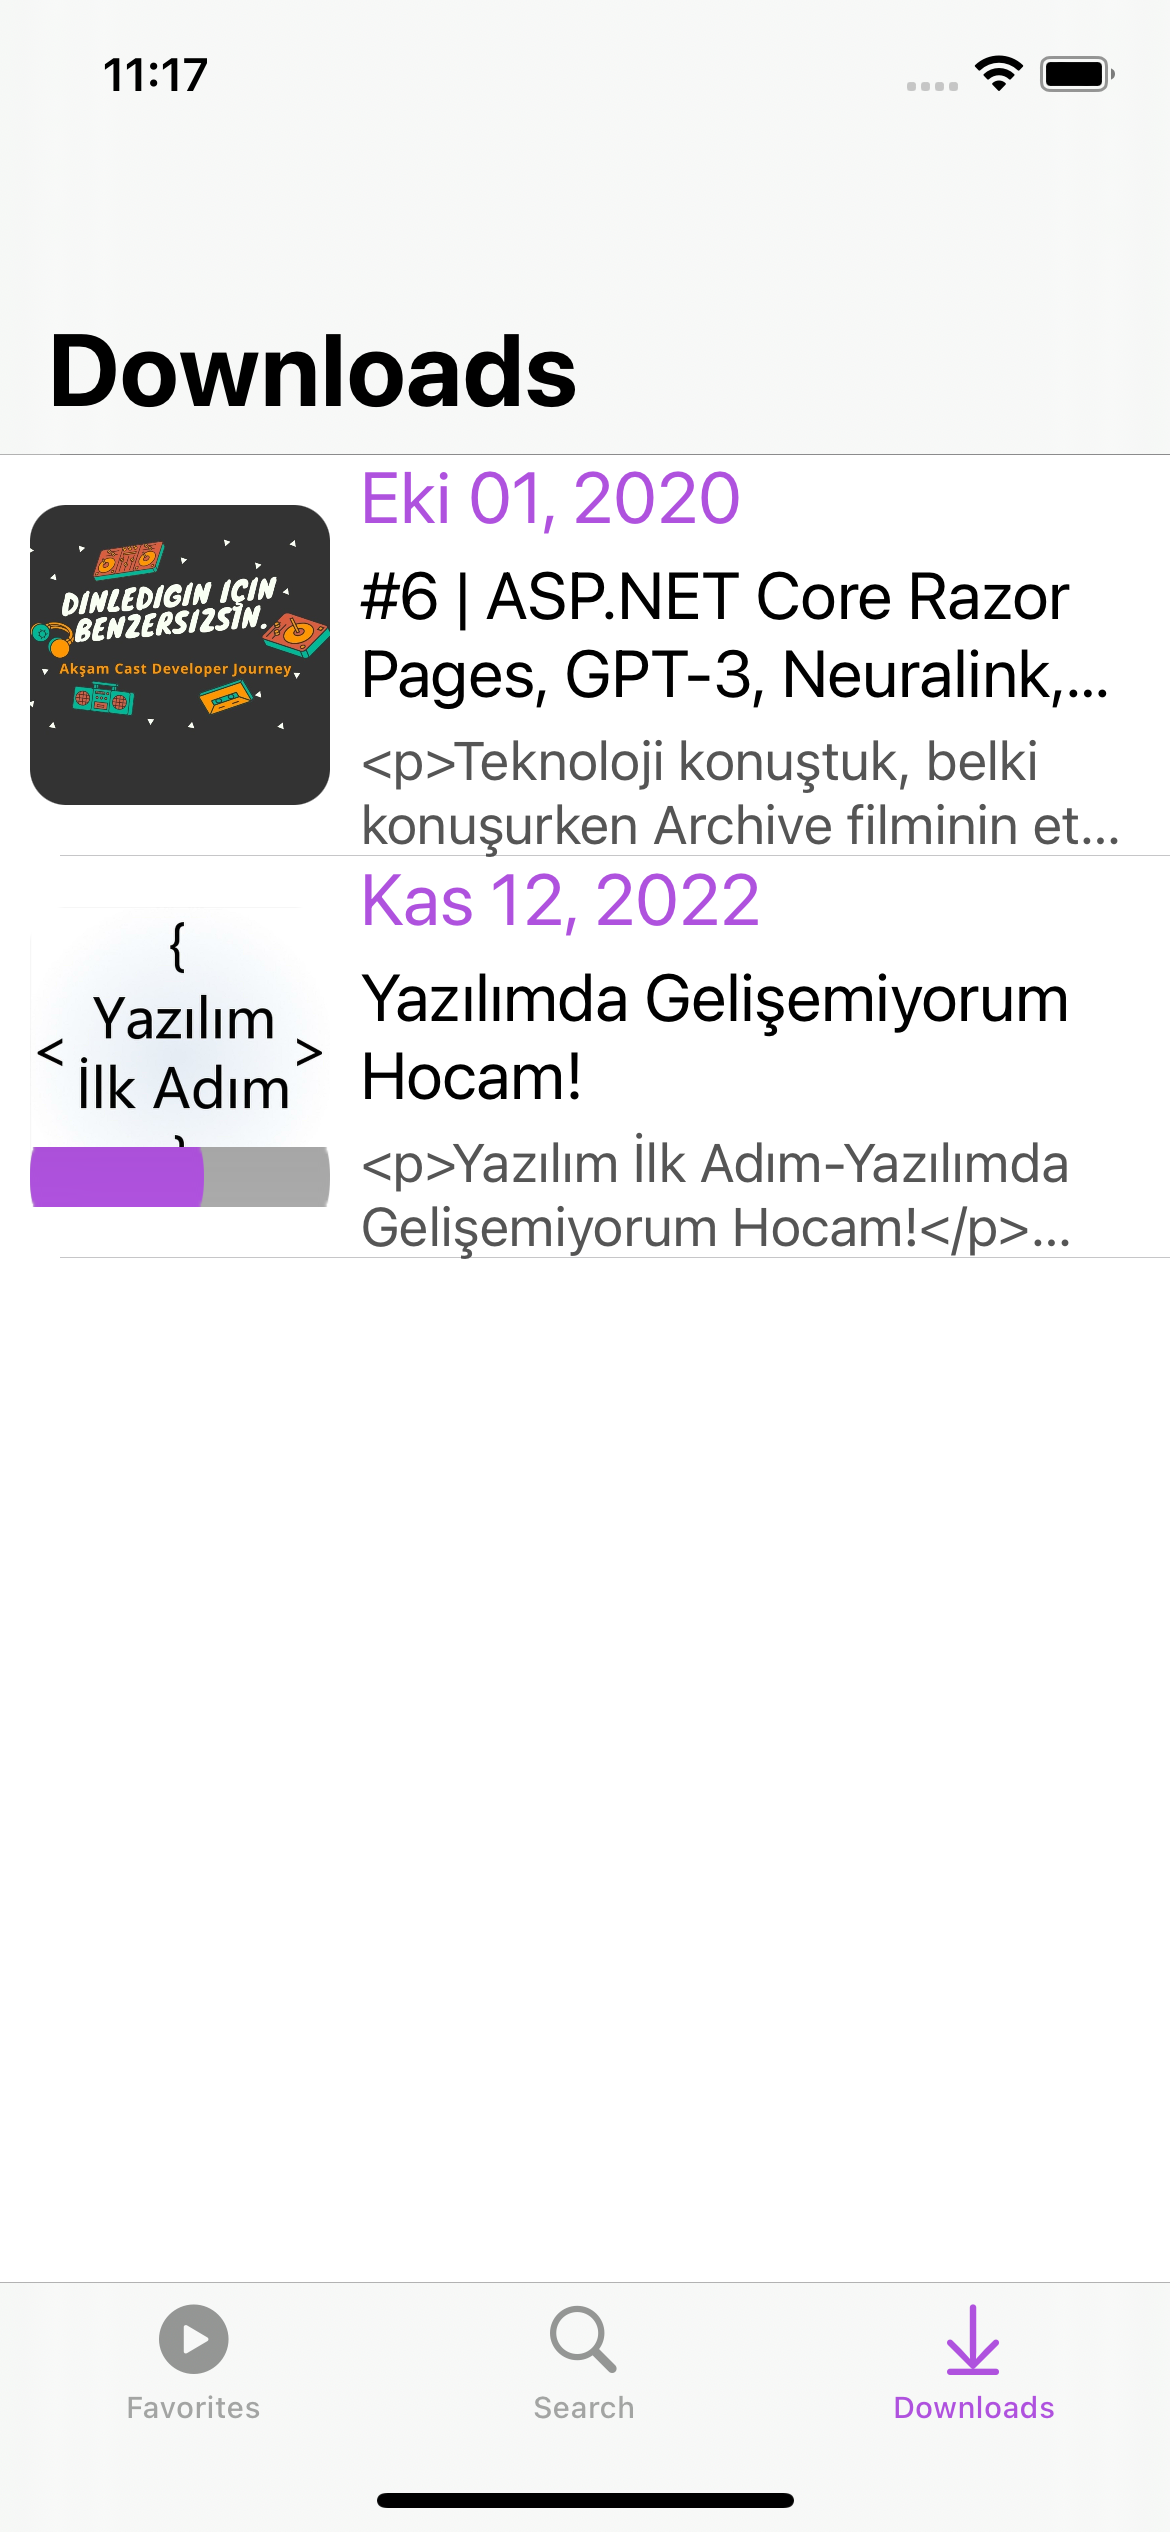 11:17
Downloads
Eki 01, 2020
#6 | ASP.NET Core Razor
Pages, GPT-3, Neuralink,...
<p>Teknoloji konuştuk, belki
konuşurken Archive filminin et...
DINLEDIGIN IÇIN
BENZERSIZSIN.
Akşam Cast Developer Journey
Kas 12, 2022
Yazılımda Gelişemiyorum
Hocam!
<p>Yazılım İlk Adım-Yazılımda
Gelişemiyorum Hocam!</p>...
{
Yazılım
< İlk Adım >
}
Favorites
Search
Downloads